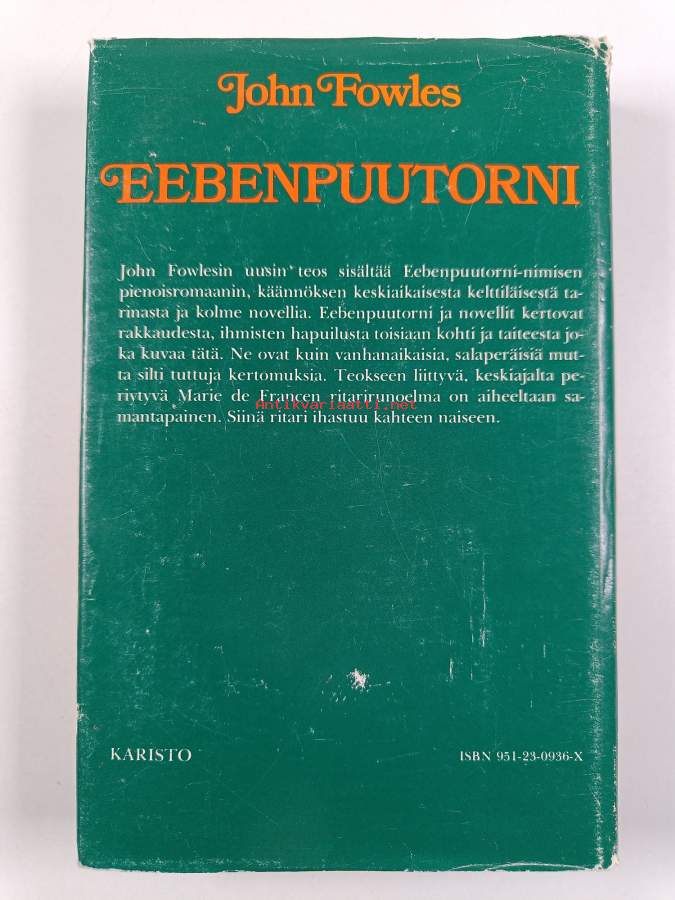 John Fowles
EEBENPUUTORNI
John Fowlesin uusin teos sisältää Eebenpuutorni-nimisen
pienoisromaanin, käännöksen keskiaikaisesta kelttiläisestä ta-
rinasta ja kolme novellia. Eebenpuutorni ja novellit kertovat
rakkaudesta, ihmisten hapuilusta toisiaan kohti ja taiteesta jo-
ka kuvaa tätä. Ne ovat kuin vanhanaikaisia, salaperäisiä mut-
ta silti tuttuja kertomuksia. Teokseen liittyvä, keskiajalta pe-
riytyvä Marie de Francen ritarirunoelma on aiheeltaan sa-
Antikvariaatti.net
mantapainen. Siinä ritari ihastuu kahteen naiseen.
KARISTO
ISBN 951-23-0936-X